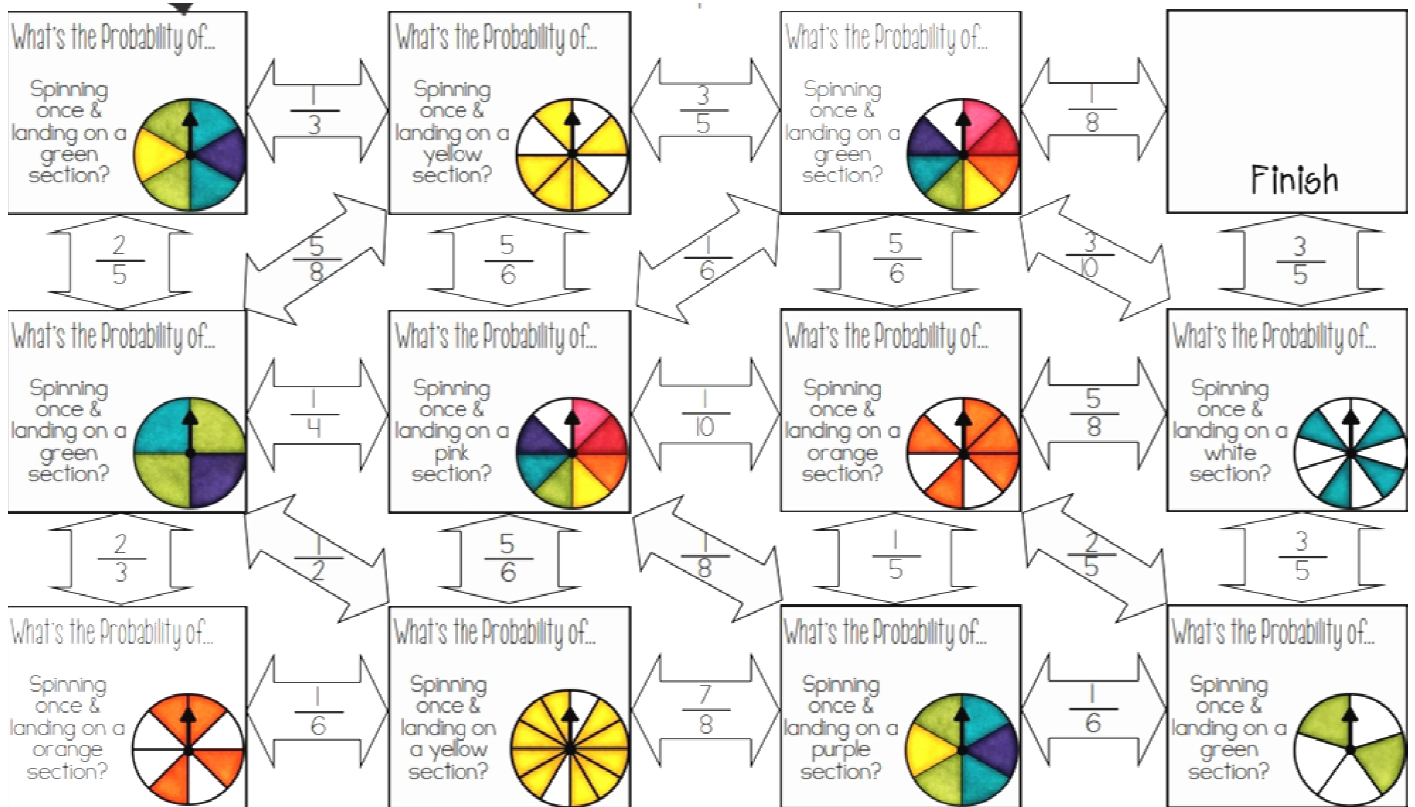 What's the Probability of...
Spinning
once &
landing on a
green
section?
1/3
What's the Probability of...
Spinning
once &
landing on a
yellow
section?
3/5
What's the Probability of...
Spinning
once &
landing on a
green
section?
1/8
Finish
2/5
5/8
5/6
1/6
5/6
3/10
3/5
What's the Probability of...
Spinning
once &
landing on a
green
section?
1/4
What's the Probability of...
Spinning
once &
landing on a
pink
section?
1/10
What's the Probability of...
Spinning
once &
landing on a
orange
section?
5/8
What's the Probability of...
Spinning
once &
landing on a
white
section?
2/3
1/2
5/6
1/8
1/5
2/5
3/5
What's the Probability of...
Spinning
once &
landing on a
orange
section?
1/6
What's the Probability of...
Spinning
once &
landing on
a yellow
section?
7/8
What's the Probability of...
Spinning
once &
landing on a
purple
section?
1/6
What's the Probability of...
Spinning
once &
landing on a
green
section?